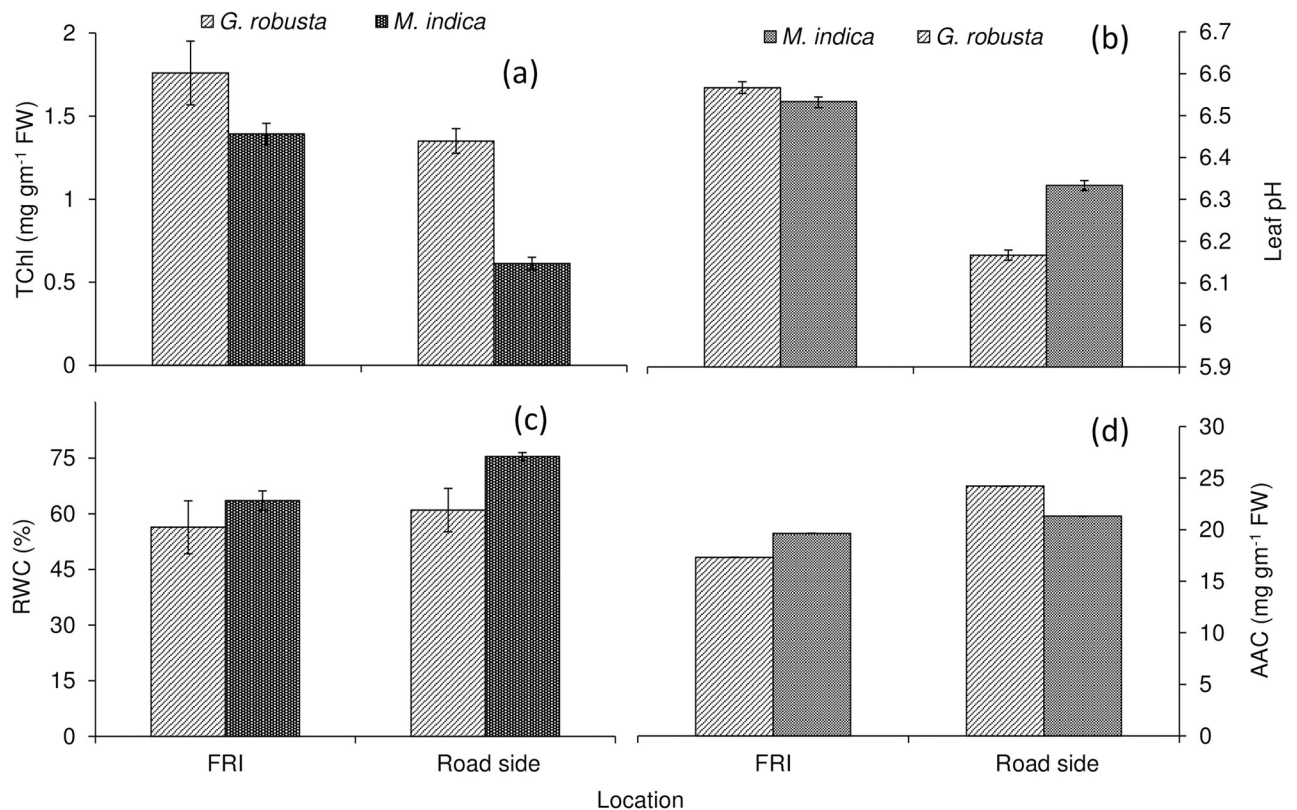 G. robusta M. indica
(a)
2
1.5
1
0.5
0
TChl (mg gm-1 FW)
M. indica G. robusta
(b)
6.7
6.6
6.5
6.4
6.3
6.2
6.1
6
5.9
Leaf pH
(c)
75
60
45
30
15
0
RWC (%)
FRI Road side
(d)
30
25
20
15
10
5
0
AAC (mg gm-1 FW)
FRI Road side
Location